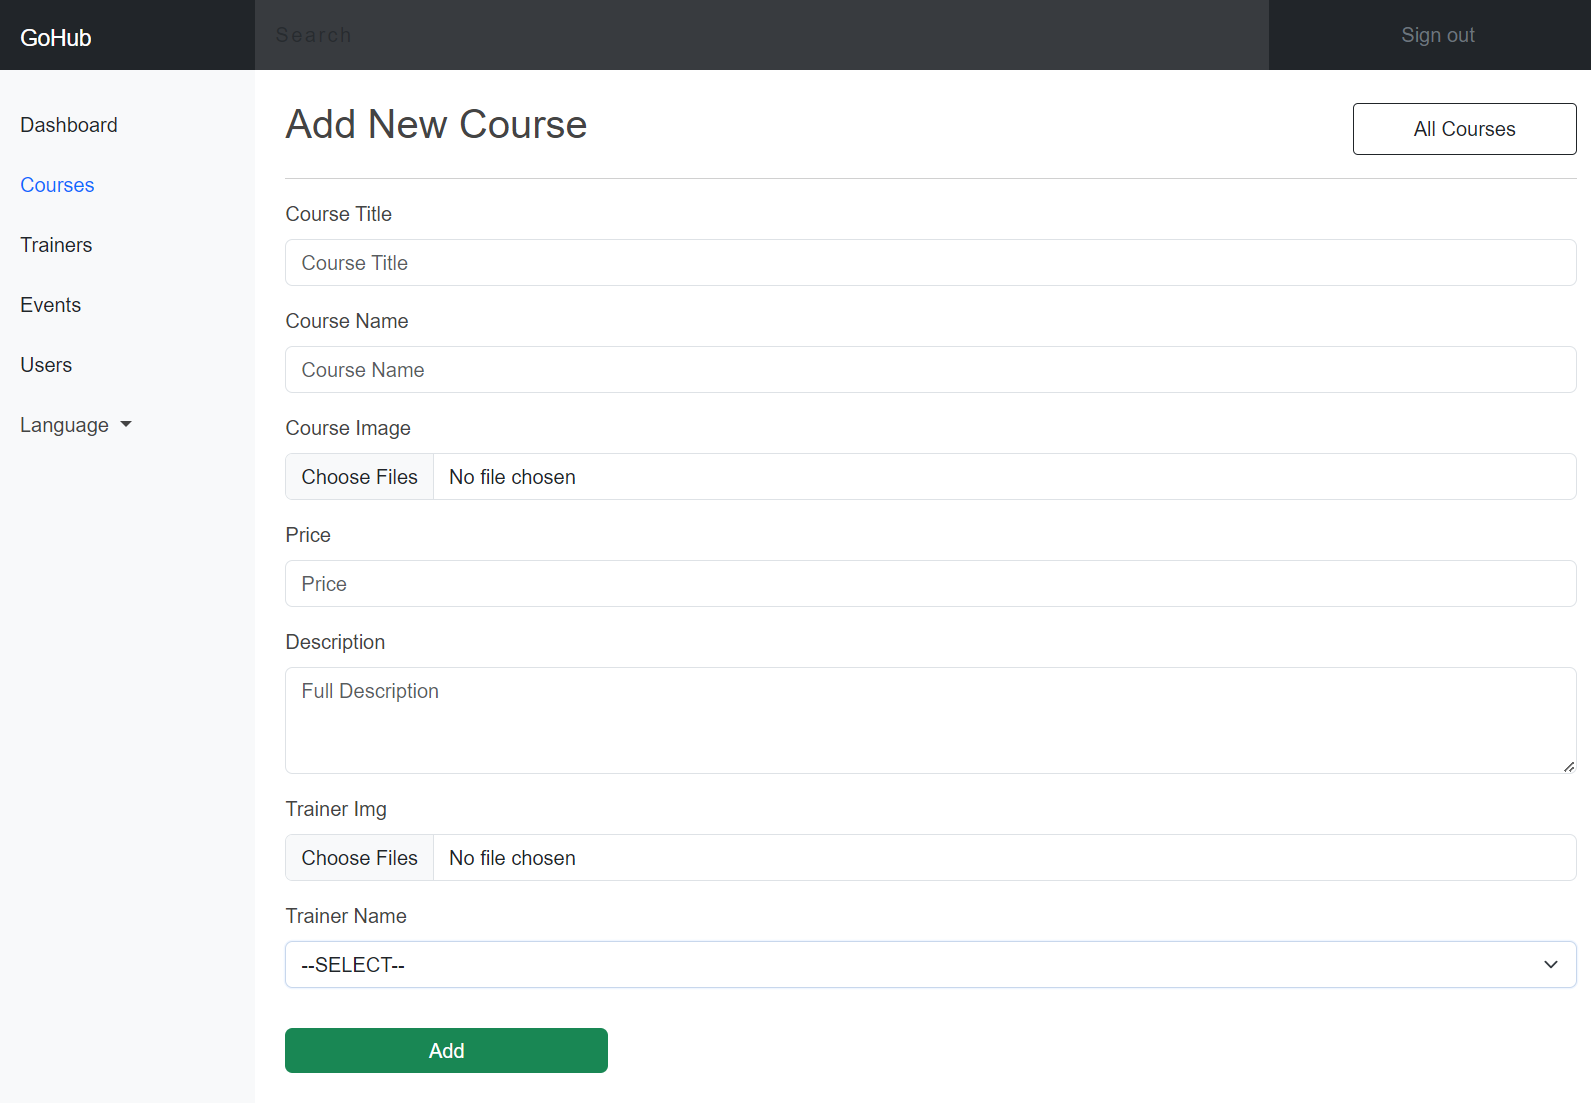 GoHub
Search
Sign out
Dashboard
Courses
Trainers
Events
Users
Language
Add New Course
All Courses
Course Title
Course Title
Course Name
Course Name
Course Image
Choose Files No file chosen
Price
Price
Description
Full Description
Trainer Img
Choose Files No file chosen
Trainer Name
--SELECT--
Add